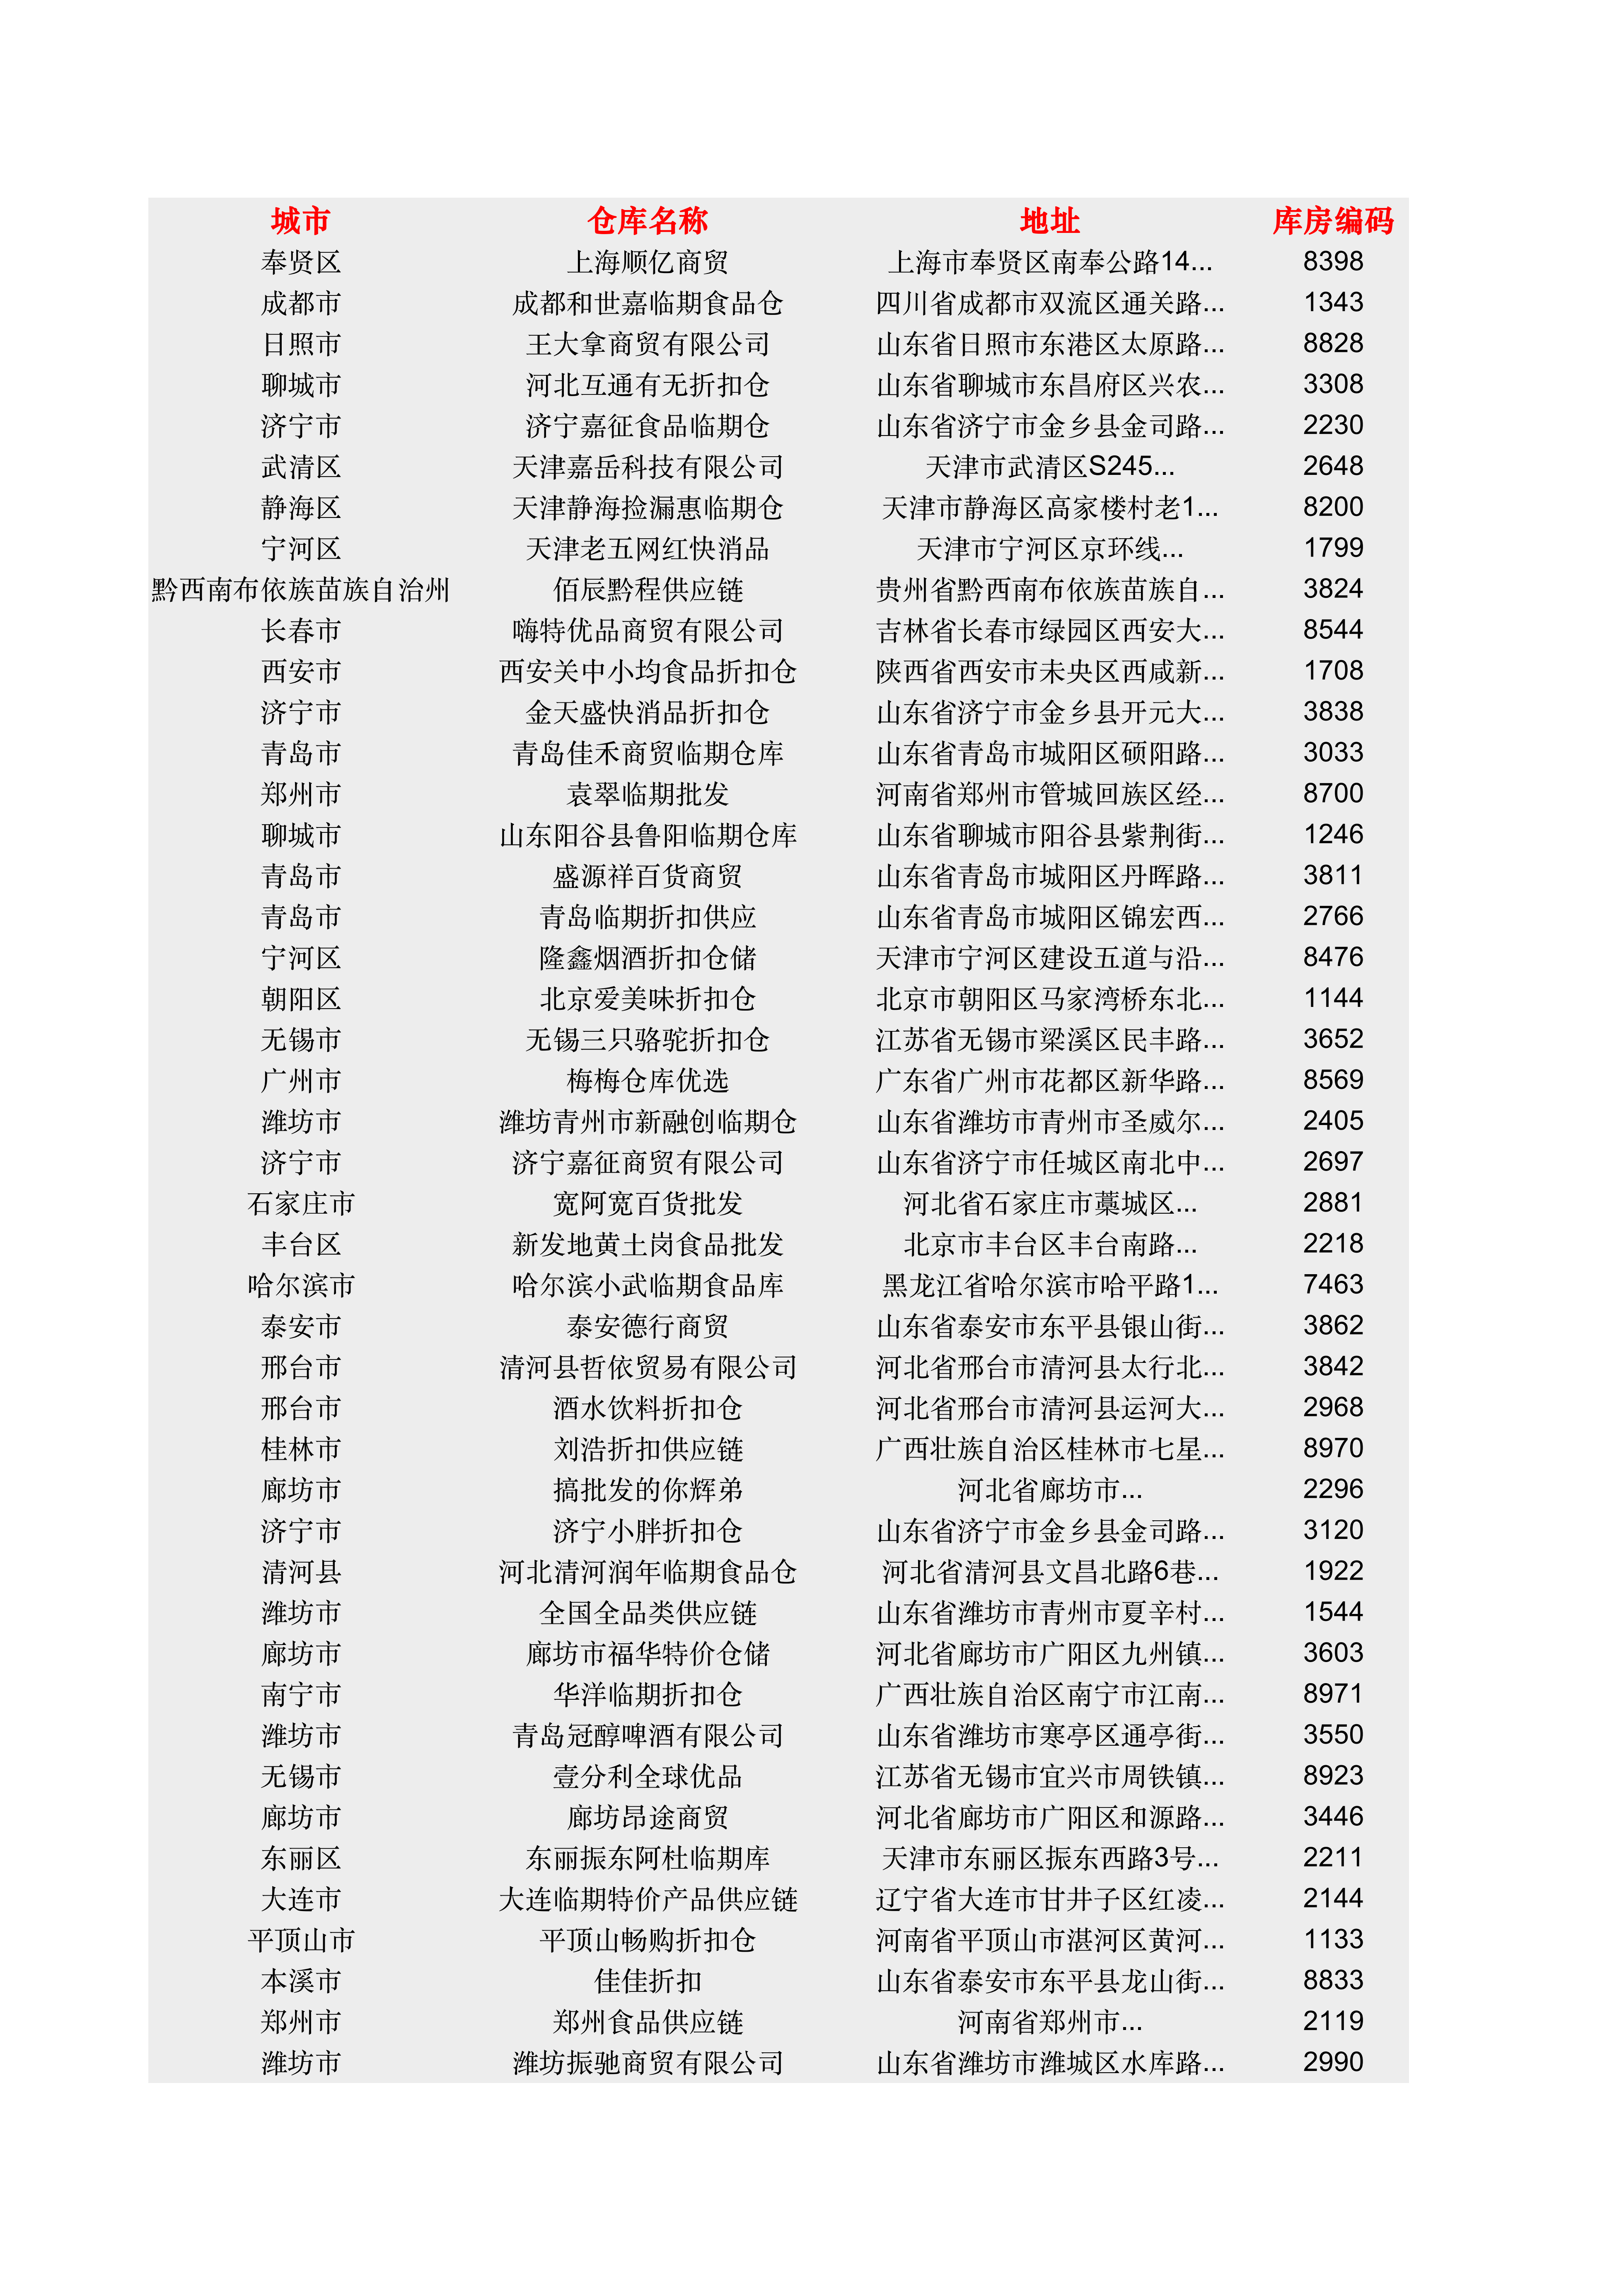 城市 仓库名称 地址 库房编码
奉贤区 上海顺亿商贸 上海市奉贤区南奉公路14... 8398
成都市 成都和世嘉临期食品仓 四川省成都市双流区通关路... 1343
日照市 王大拿商贸有限公司 山东省日照市东港区太原路... 8828
聊城市 河北互通有无折扣仓 山东省聊城市东昌府区兴农... 3308
济宁市 济宁嘉征食品临期仓 山东省济宁市金乡县金司路... 2230
武清区 天津嘉岳科技有限公司 天津市武清区S245... 2648
静海区 天津静海捡漏惠临期仓 天津市静海区高家楼村老1... 8200
宁河区 天津老五网红快消品 天津市宁河区京环线... 1799
黔西南布依族苗族自治州 佰辰黔程供应链 贵州省黔西南布依族苗族自... 3824
长春市 嗨特优品商贸有限公司 吉林省长春市绿园区西安大... 8544
西安市 西安关中小均食品折扣仓 陕西省西安市未央区西咸新... 1708
济宁市 金天盛快消品折扣仓 山东省济宁市金乡县开元大... 3838
青岛市 青岛佳禾商贸临期仓库 山东省青岛市城阳区硕阳路... 3033
郑州市 袁翠临期批发 河南省郑州市管城回族区经... 8700
聊城市 山东阳谷县鲁阳临期仓库 山东省聊城市阳谷县紫荆街... 1246
青岛市 盛源祥百货商贸 山东省青岛市城阳区丹晖路... 3811
青岛市 青岛临期折扣供应 山东省青岛市城阳区锦宏西... 2766
宁河区 隆鑫烟酒折扣仓储 天津市宁河区建设五道与沿... 8476
朝阳区 北京爱美味折扣仓 北京市朝阳区马家湾桥东北... 1144
无锡市 无锡三只骆驼折扣仓 江苏省无锡市梁溪区民丰路... 3652
广州市 梅梅仓库优选 广东省广州市花都区新华路... 8569
潍坊市 潍坊青州市新融创临期仓 山东省潍坊市青州市圣威尔... 2405
济宁市 济宁嘉征商贸有限公司 山东省济宁市任城区南北中... 2697
石家庄市 宽阿宽百货批发 河北省石家庄市藁城区... 2881
丰台区 新发地黄土岗食品批发 北京市丰台区丰台南路... 2218
哈尔滨市 哈尔滨小武临期食品库 黑龙江省哈尔滨市哈平路1... 7463
泰安市 泰安德行商贸 山东省泰安市东平县银山街... 3862
邢台市 清河县哲依贸易有限公司 河北省邢台市清河县太行北... 3842
邢台市 酒水饮料折扣仓 河北省邢台市清河县运河大... 2968
桂林市 刘浩折扣供应链 广西壮族自治区桂林市七星... 8970
廊坊市 搞批发的你辉弟 河北省廊坊市... 2296
济宁市 济宁小胖折扣仓 山东省济宁市金乡县金司路... 3120
清河县 河北清河润年临期食品仓 河北省清河县文昌北路6巷... 1922
潍坊市 全国全品类供应链 山东省潍坊市青州市夏辛村... 1544
廊坊市 廊坊市福华特价仓储 河北省廊坊市广阳区九州镇... 3603
南宁市 华洋临期折扣仓 广西壮族自治区南宁市江南... 8971
潍坊市 青岛冠醇啤酒有限公司 山东省潍坊市寒亭区通亭街... 3550
无锡市 壹分利全球优品 江苏省无锡市宜兴市周铁镇... 8923
廊坊市 廊坊昂途商贸 河北省廊坊市广阳区和源路... 3446
东丽区 东丽振东阿杜临期库 天津市东丽区振东西路3号... 2211
大连市 大连临期特价产品供应链 辽宁省大连市甘井子区红凌... 2144
平顶山市 平顶山畅购折扣仓 河南省平顶山市湛河区黄河... 1133
本溪市 佳佳折扣 山东省泰安市东平县龙山街... 8833
郑州市 郑州食品供应链 河南省郑州市... 2119
潍坊市 潍坊振驰商贸有限公司 山东省潍坊市潍城区水库路... 2990